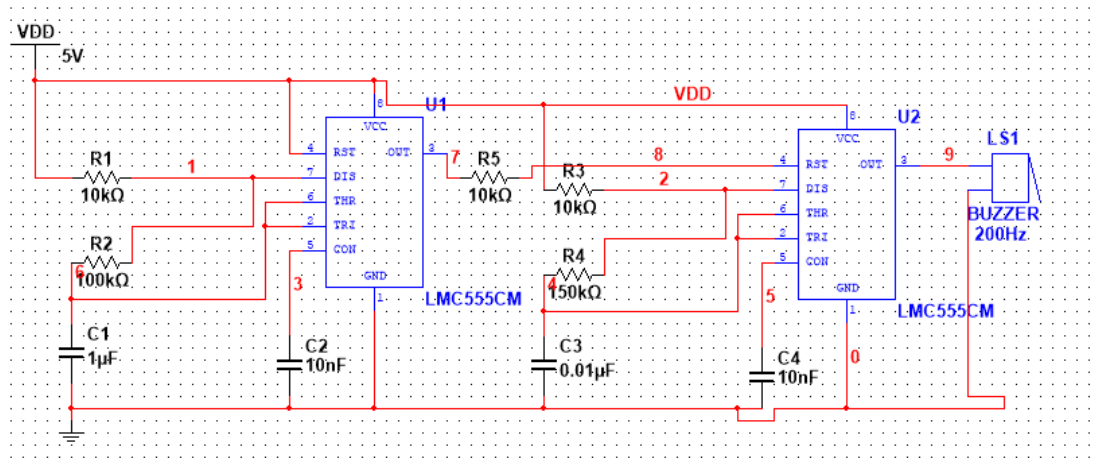 VDD
5V
R1
10kΩ
1
R2
6
100kΩ
C1
1µF
U1
8
VCC
4
RST
OUT
3
7
DIS
6
THR
2
TRI
5
CON
GND
1
LMC555CM
3
C2
10nF
7
R5
10kΩ
8
R3
10kΩ
2
R4
4
150kΩ
C3
0.01µF
VDD
U2
8
VCC
4
RST
OUT
3
7
DIS
6
THR
2
TRI
5
CON
GND
1
LMC555CM
5
C4
10nF
0
9
LS1
BUZZER
200Hz